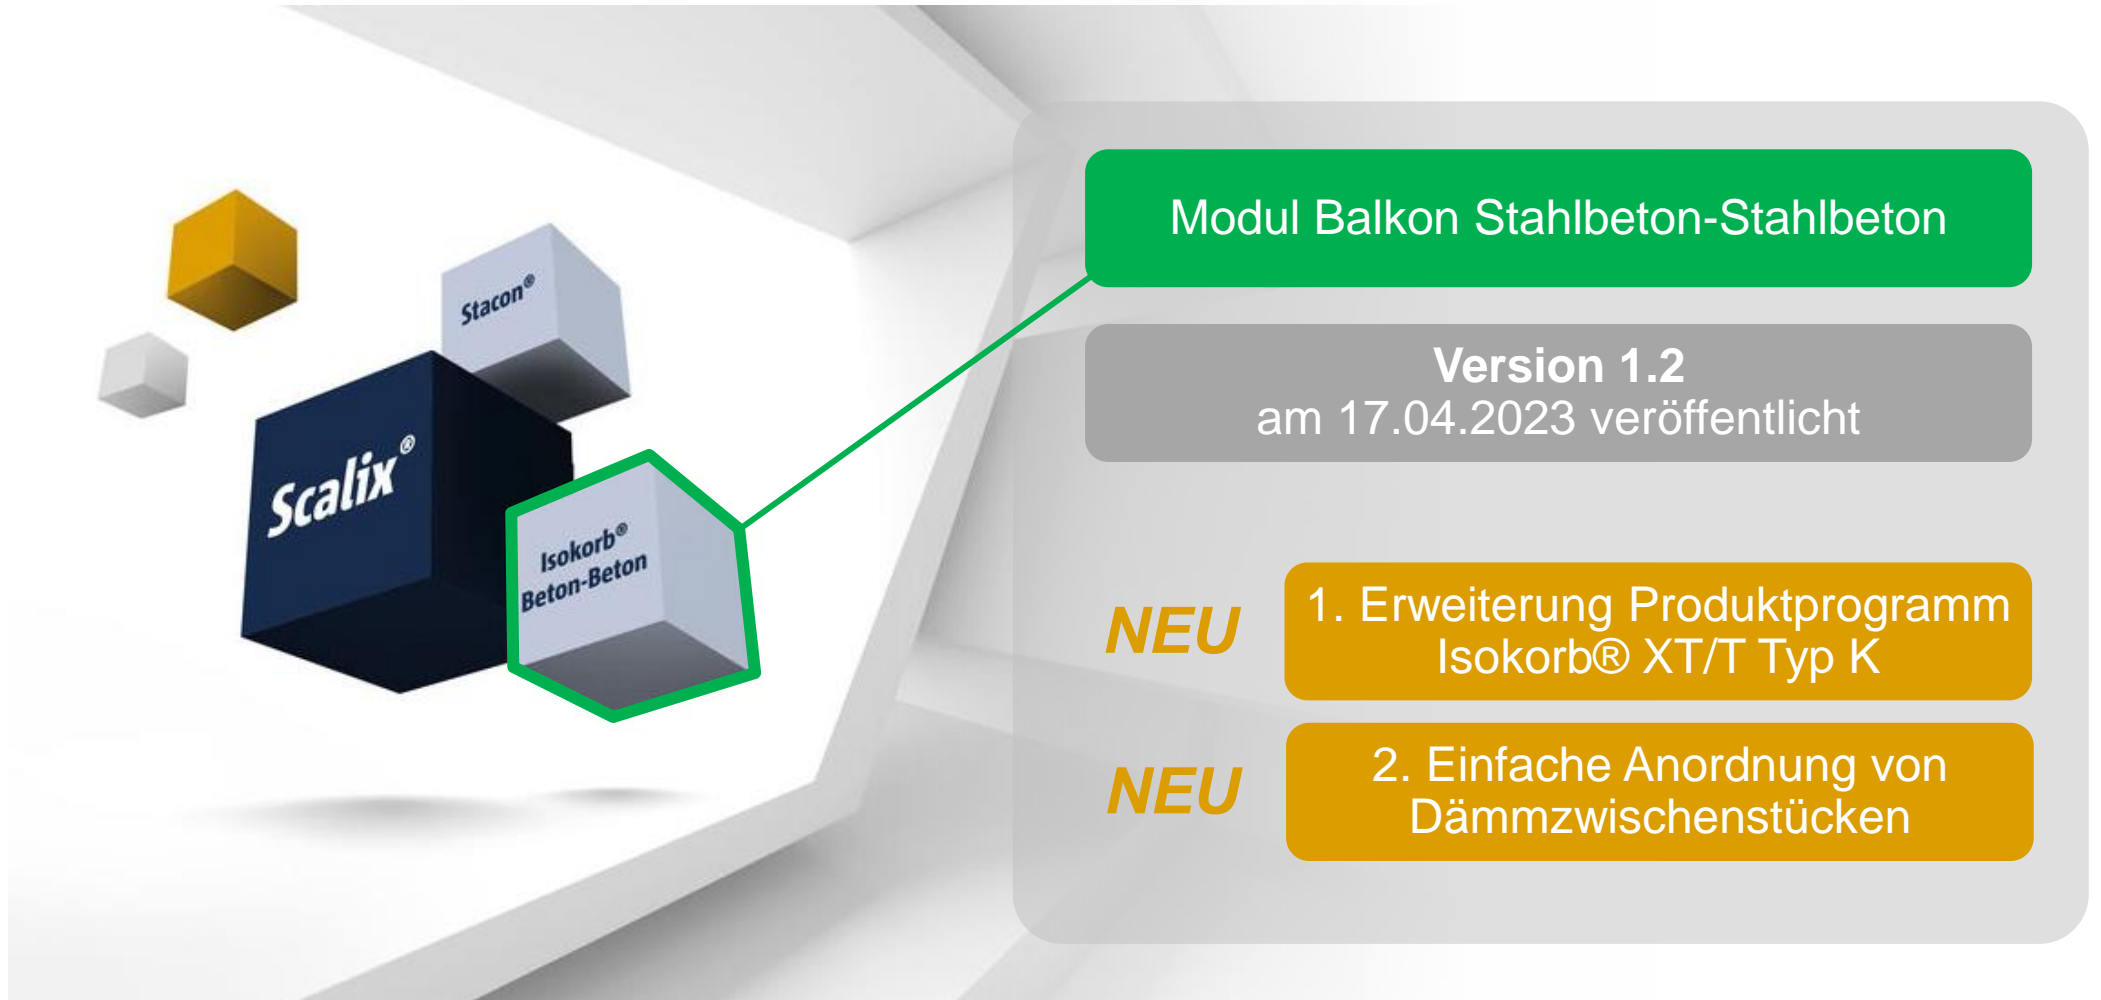 Stacon®
Scalix®
Isokorb®
Beton-Beton
Modul Balkon Stahlbeton-Stahlbeton
Version 1.2
am 17.04.2023 veröffentlicht
NEU
1. Erweiterung Produktprogramm
Isokorb® XT/T Typ K
NEU
2. Einfache Anordnung von
Dämmzwischenstücken